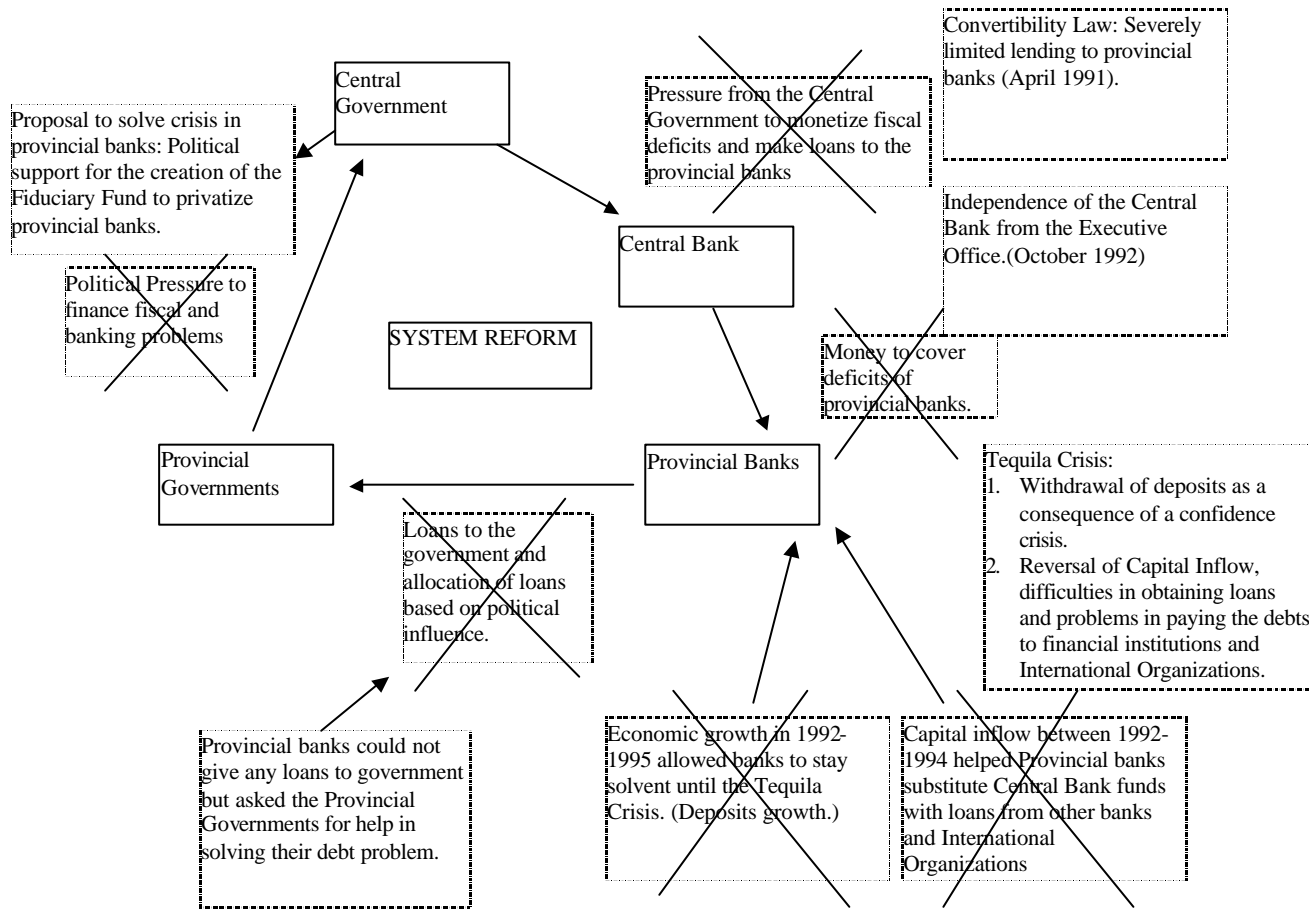 Convertibility Law: Severely
limited lending to provincial
banks (April 1991).
Central
Government
Pressure from the Central
Government to monetize fiscal
deficits and make loans to the
provincial banks
Proposal to solve crisis in
provincial banks: Political
support for the creation of the
Fiduciary Fund to privatize
provincial banks.
Independence of the Central
Bank from the Executive
Office.(October 1992)
Central Bank
Political Pressure to
finance fiscal and
banking problems
SYSTEM REFORM
Money to cover
deficits of
provincial banks.
Provincial
Governments
Provincial Banks
Tequila Crisis:
1. Withdrawal of deposits as a
consequence of a confidence
crisis.
2. Reversal of Capital Inflow,
difficulties in obtaining loans
and problems in paying the debts
to financial institutions and
International Organizations.
Loans to the
government and
allocation of loans
based on political
influence.
Provincial banks could not
give any loans to government
but asked the Provincial
Governments for help in
solving their debt problem.
Economic growth in 1992-
1995 allowed banks to stay
solvent until the Tequila
Crisis. (Deposits growth.)
Capital inflow between 1992-
1994 helped Provincial banks
substitute Central Bank funds
with loans from other banks
and International
Organizations